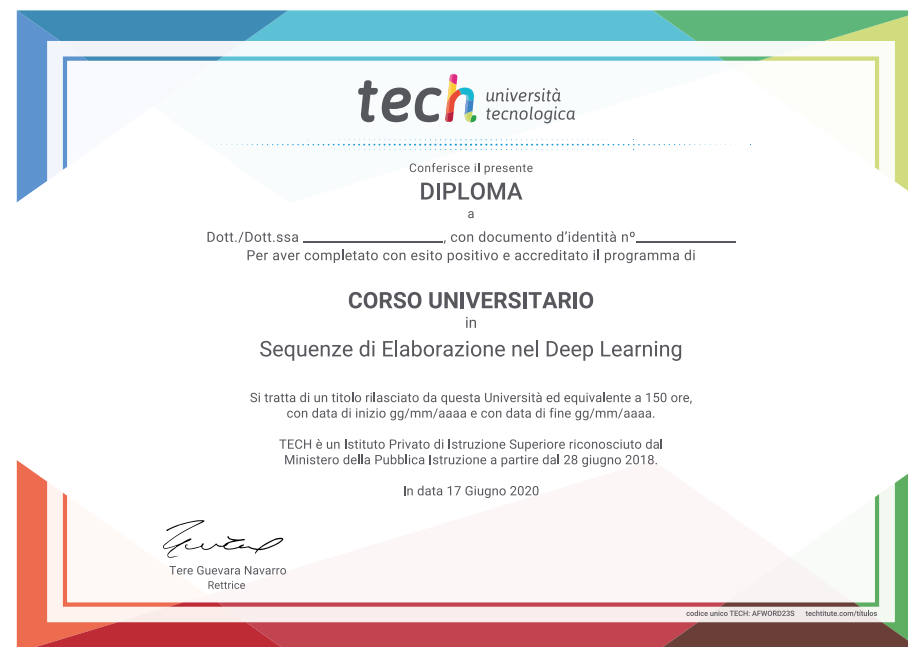 tech università
tecnologica
Conferisce il presente
DIPLOMA
a
Dott./Dott.ssa ____________________, con documento d'identità nº______________
Per aver completato con esito positivo e accreditato il programma di
CORSO UNIVERSITARIO
in
Sequenze di Elaborazione nel Deep Learning
Si tratta di un titolo rilasciato da questa Università ed equivalente a 150 ore,
con data di inizio gg/mm/aaaa e con data di fine gg/mm/aaaa.
TECH è un Istituto Privato di Istruzione Superiore riconosciuto dal
Ministero della Pubblica Istruzione a partire dal 28 giugno 2018.
In data 17 Giugno 2020
Tere Guevara Navarro
Rettrice
codice unico TECH: AFWORD23S techtitute.com/titulos